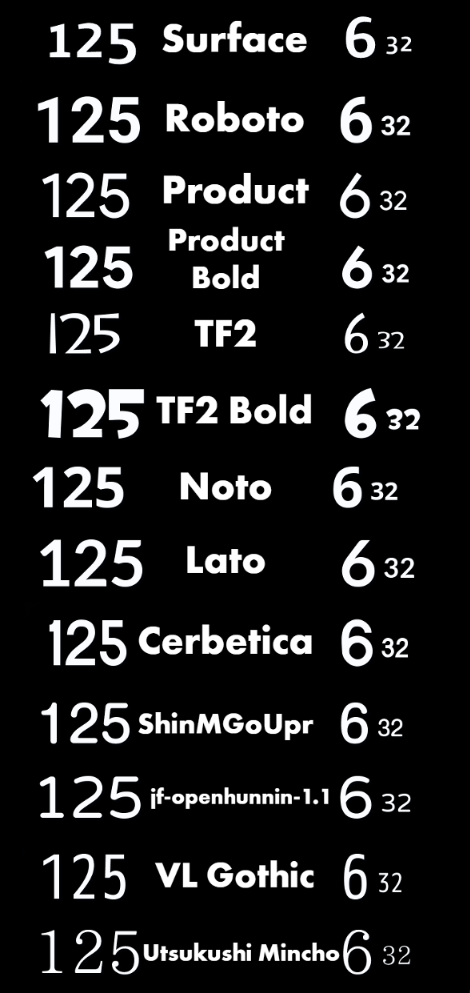 125 Surface 6 32
125 Roboto 6 32
125 Product 6 32
125 Product Bold 6 32
125 TF2 6 32
125 TF2 Bold 6 32
125 Noto 6 32
125 Lato 6 32
125 Cerbetica 6 32
125 ShinMGoUpr 6 32
125 jf-openhunnin-1.1 6 32
125 VL Gothic 6 32
125 Utsukushi Mincho 6 32